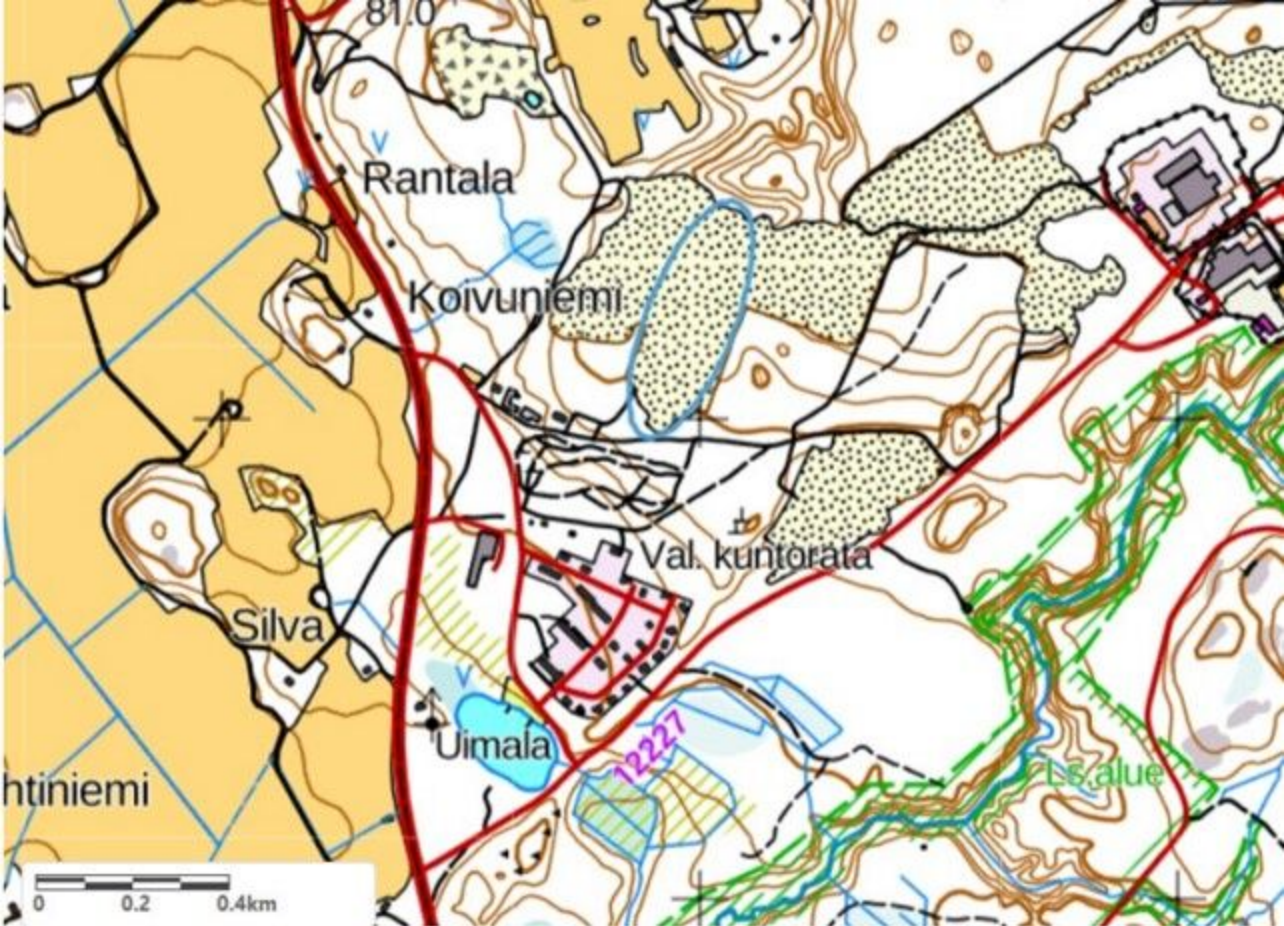 81.0
Rantala
Koivuniemi
Val. kuntorata
Silva
Uimala
12227
Ls.alue
htiniemi
0 0.2 0.4km